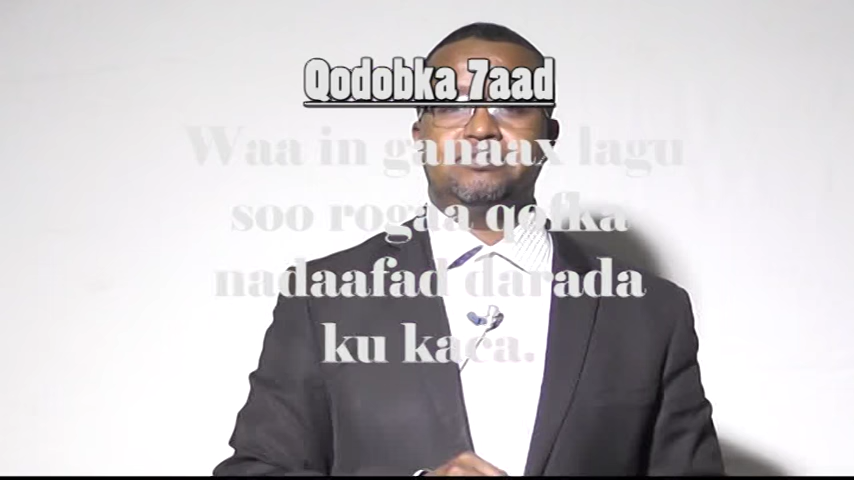 Qodobka 7aad
Waa in ganaax lagu
soo rogaa qofka
nadaafad darada
ku kaca.